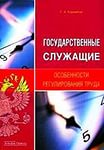 ГОСУДАРСТВЕННЫЕ
СЛУЖАЩИЕ
ОСОБЕННОСТИ
РЕГУЛИРОВАНИЯ ТРУДА